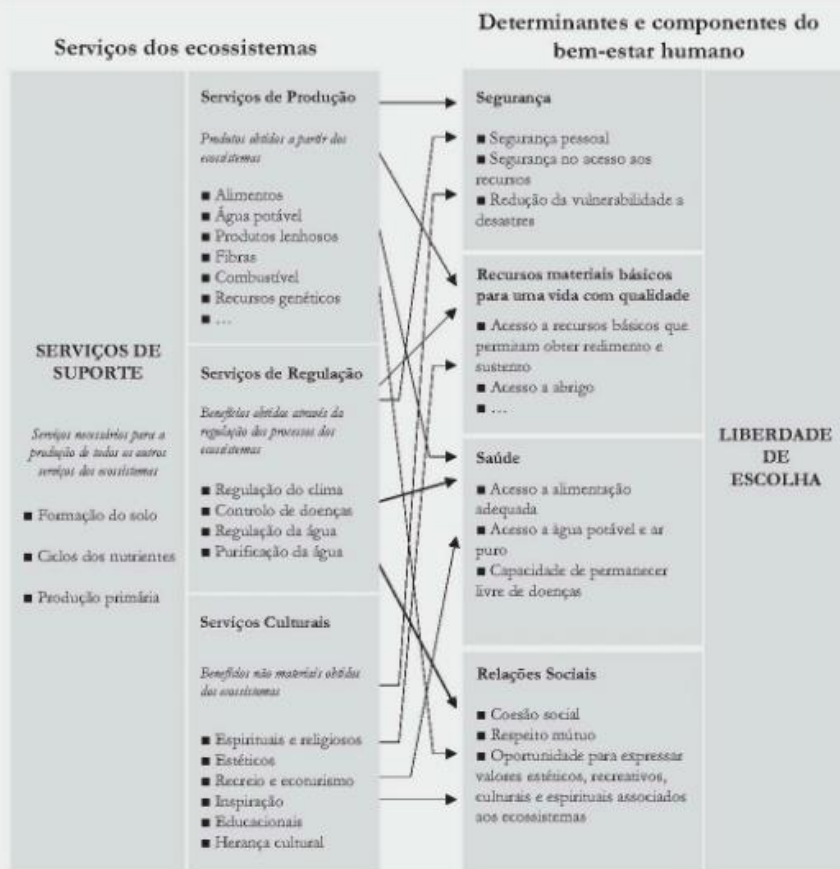 Serviços dos ecossistemas
Determinantes e componentes do
bem-estar humano
SERVIÇOS DE
SUPORTE
Serviços necessários para a
produção de todos os outros
serviços dos ecossistemas
■ Formação do solo
■ Ciclos dos nutrientes
■ Produção primária
Serviços de Produção
Produtos obtidos a partir dos
ecossistemas
■ Alimentos
■ Água potável
■ Produtos lenhosos
■ Fibras
■ Combustível
■ Recursos genéticos
■ ...
Serviços de Regulação
Benefícios obtidos através da
regulação dos processos dos
ecossistemas
■ Regulação do clima
■ Controlo de doenças
■ Regulação da água
■ Purificação da água
Serviços Culturais
Benefícios não materiais obtidos
dos ecossistemas
■ Espirituais e religiosos
■ Estéticos
■ Recreio e ecoturismo
■ Inspiração
■ Educacionais
■ Herança cultural
Segurança
■ Segurança pessoal
■ Segurança no acesso aos
recursos
■ Redução da vulnerabilidade a
desastres
Recursos materiais básicos
para uma vida com qualidade
■ Acesso a recursos básicos que
permitam obter redimento e
sustento
■ Acesso a abrigo
■ ...
Saúde
■ Acesso a alimentação
adequada
■ Acesso a água potável e ar
puro
■ Capacidade de permanecer
livre de doenças
Relações Sociais
■ Coesão social
■ Respeito mútuo
■ Oportunidade para expressar
valores estéticos, recreativos,
culturais e espirituais associados
aos ecossistemas
LIBERDADE
DE
ESCOLHA